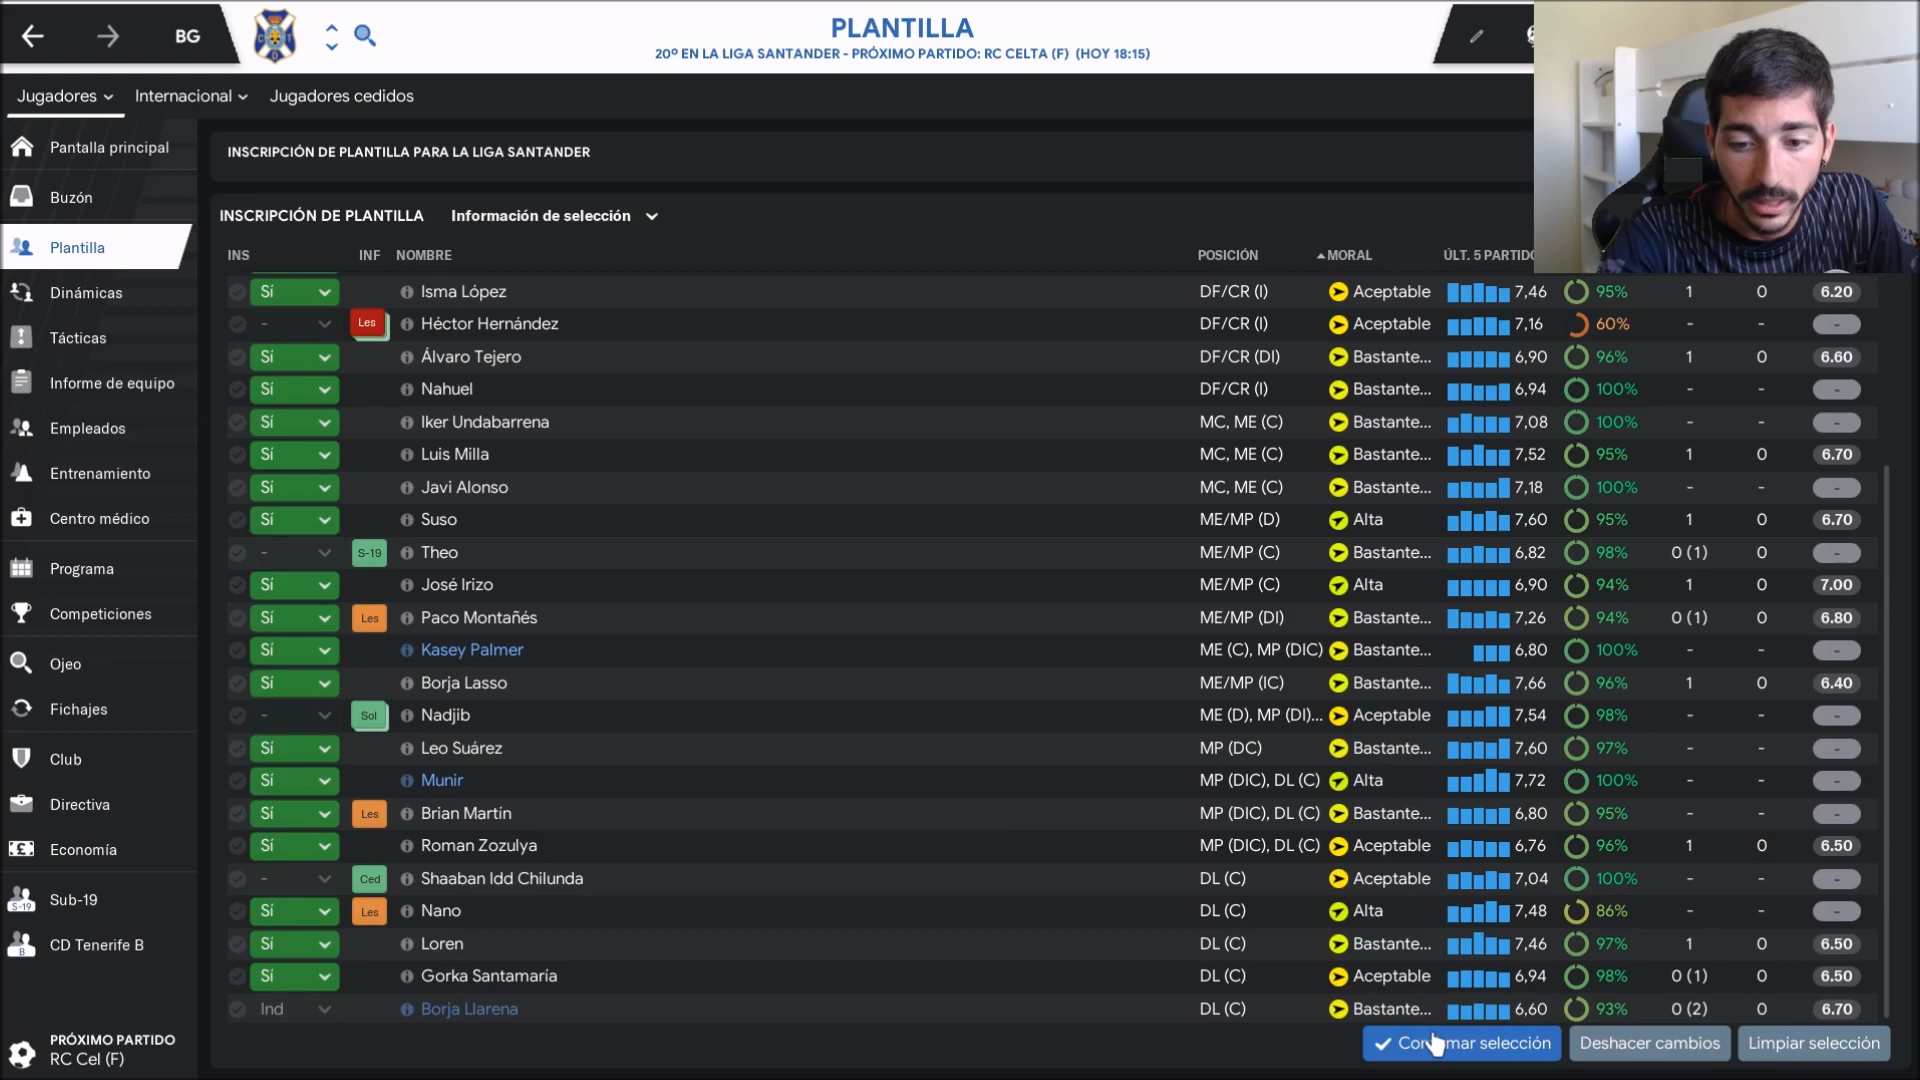 BG
PLANTILLA
20º EN LA LIGA SANTANDER - PRÓXIMO PARTIDO: RC CELTA (F) (HOY 18:15)
Jugadores Internacional Jugadores cedidos
Pantalla principal
Buzón
Plantilla
Dinámicas
Tácticas
Informe de equipo
Empleados
Entrenamiento
Centro médico
Programa
Competiciones
Ojeo
Fichajes
Club
Directiva
Economía
Sub-19
CD Tenerife B
PRÓXIMO PARTIDO
RC Cel (F)
INSCRIPCIÓN DE PLANTILLA PARA LA LIGA SANTANDER
INSCRIPCIÓN DE PLANTILLA Información de selección
INS INF NOMBRE POSICIÓN MORAL ÚLT. 5 PARTIDO
Sí Isma López DF/CR (I) Aceptable 7,46 95% 1 0 6.20
- Les Héctor Hernández DF/CR (I) Aceptable 7,16 60% - - -
Sí Álvaro Tejero DF/CR (DI) Bastante... 6,90 96% 1 0 6.60
Sí Nahuel DF/CR (I) Bastante... 6,94 100% - - -
Sí Iker Undabarrena MC, ME (C) Bastante... 7,08 100% - - -
Sí Luis Milla MC, ME (C) Bastante... 7,52 95% 1 0 6.70
Sí Javi Alonso MC, ME (C) Bastante... 7,18 100% - - -
Sí Suso ME/MP (D) Alta 7,60 95% 1 0 6.70
- S-19 Theo ME/MP (C) Bastante... 6,82 98% 0 (1) 0 -
Sí José Irizo ME/MP (C) Alta 6,90 94% 1 0 7.00
Sí Les Paco Montañés ME/MP (DI) Bastante... 7,26 94% 0 (1) 0 6.80
Sí Kasey Palmer ME (C), MP (DIC) Bastante... 6,80 100% - - -
Sí Borja Lasso ME/MP (IC) Bastante... 7,66 96% 1 0 6.40
- Sol Nadjib ME (D), MP (DI)... Aceptable 7,54 98% - - -
Sí Leo Suárez MP (DC) Bastante... 7,60 97% - - -
Sí Munir MP (DIC), DL (C) Alta 7,72 100% - - -
Sí Les Brian Martín MP (DIC), DL (C) Bastante... 6,80 95% - - -
Sí Roman Zozulya MP (DIC), DL (C) Aceptable 6,76 96% 1 0 6.50
- Ced Shaaban Idd Chilunda DL (C) Aceptable 7,04 100% - - -
Sí Les Nano DL (C) Alta 7,48 86% - - -
Sí Loren DL (C) Bastante... 7,46 97% 1 0 6.50
Sí Gorka Santamaría DL (C) Aceptable 6,94 98% 0 (1) 0 6.50
Ind Borja Llarena DL (C) Bastante... 6,60 93% 0 (2) 0 6.70
selección Deshacer cambios Limpiar selección